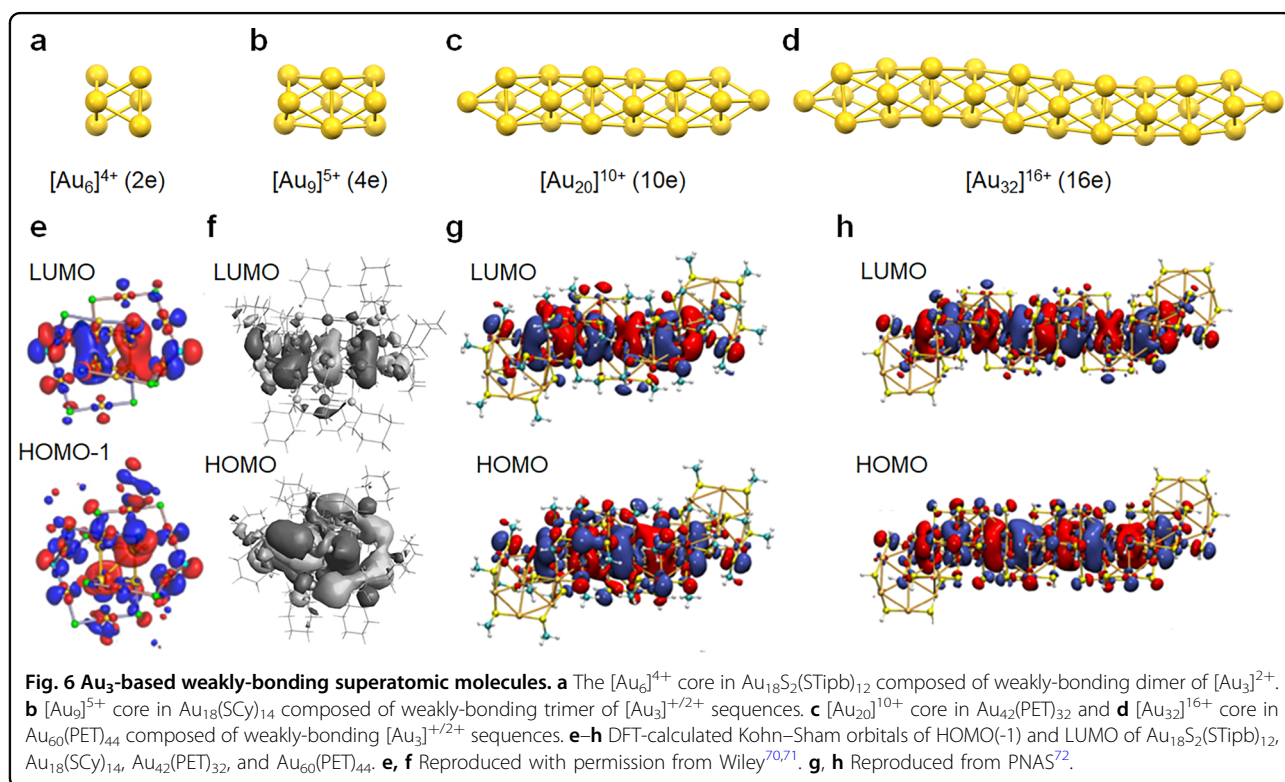 a
b
c
d
[Au₆]⁴⁺ (2e)
[Au₉]⁵⁺ (4e)
[Au₂₀]¹⁰⁺ (10e)
[Au₃₂]¹⁶⁺ (16e)
e
f
g
h
LUMO
LUMO
LUMO
LUMO
HOMO-1
HOMO
HOMO
HOMO
Fig. 6 Au₃-based weakly-bonding superatomic molecules. a The [Au₆]⁴⁺ core in Au₁₈S₂(STipb)₁₂ composed of weakly-bonding dimer of [Au₃]²⁺.
b [Au₉]⁵⁺ core in Au₁₈(SCy)₁₄ composed of weakly-bonding trimer of [Au₃]⁺/²⁺ sequences. c [Au₂₀]¹⁰⁺ core in Au₄₂(PET)₃₂ and d [Au₃₂]¹⁶⁺ core in
Au₆₀(PET)₄₄ composed of weakly-bonding [Au₃]⁺/²⁺ sequences. e–h DFT-calculated Kohn–Sham orbitals of HOMO(-1) and LUMO of Au₁₈S₂(STipb)₁₂,
Au₁₈(SCy)₁₄, Au₄₂(PET)₃₂, and Au₆₀(PET)₄₄. e, f Reproduced with permission from Wiley⁷⁰,⁷¹. g, h Reproduced from PNAS⁷².